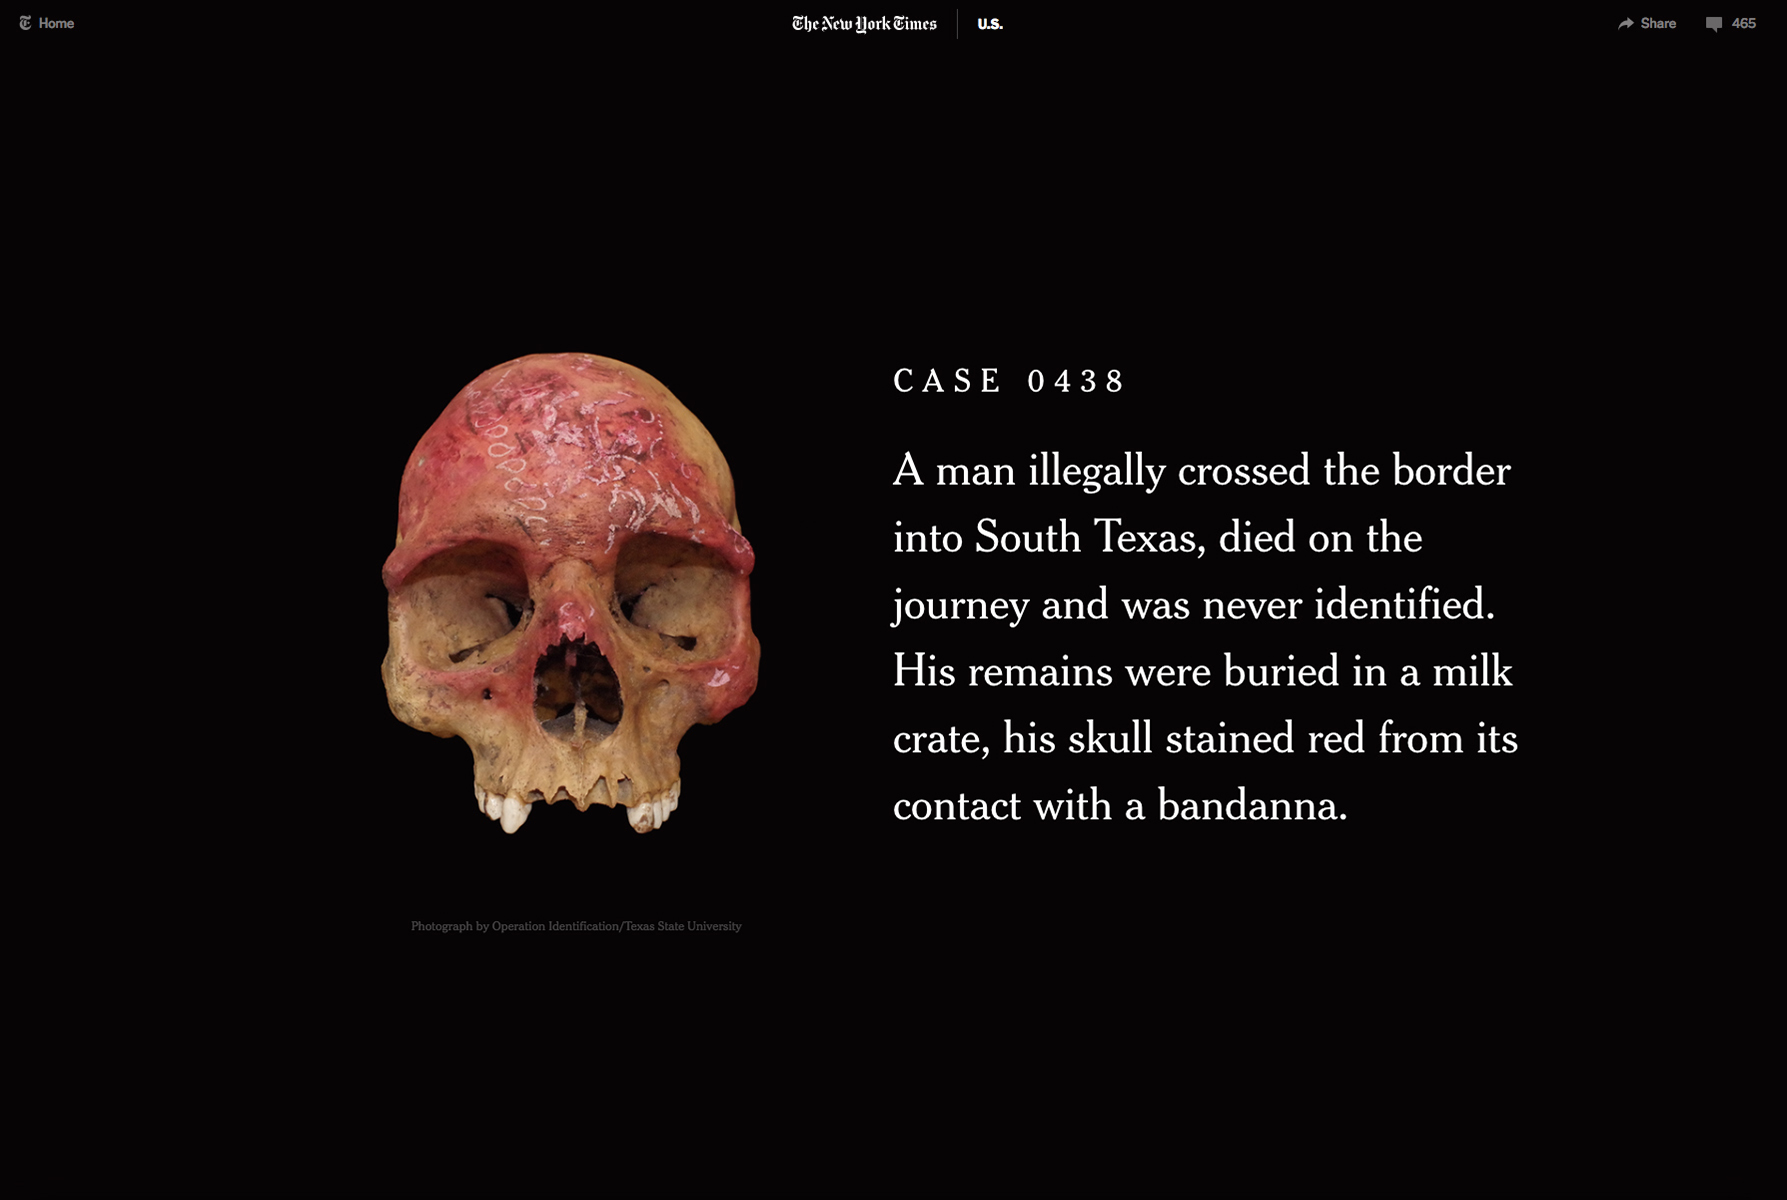 Home
The New York Times
U.S.
Share
465
CASE 0438
A man illegally crossed the border
into South Texas, died on the
journey and was never identified.
His remains were buried in a milk
crate, his skull stained red from its
contact with a bandanna.
Photograph by Operation Identification/Texas State University